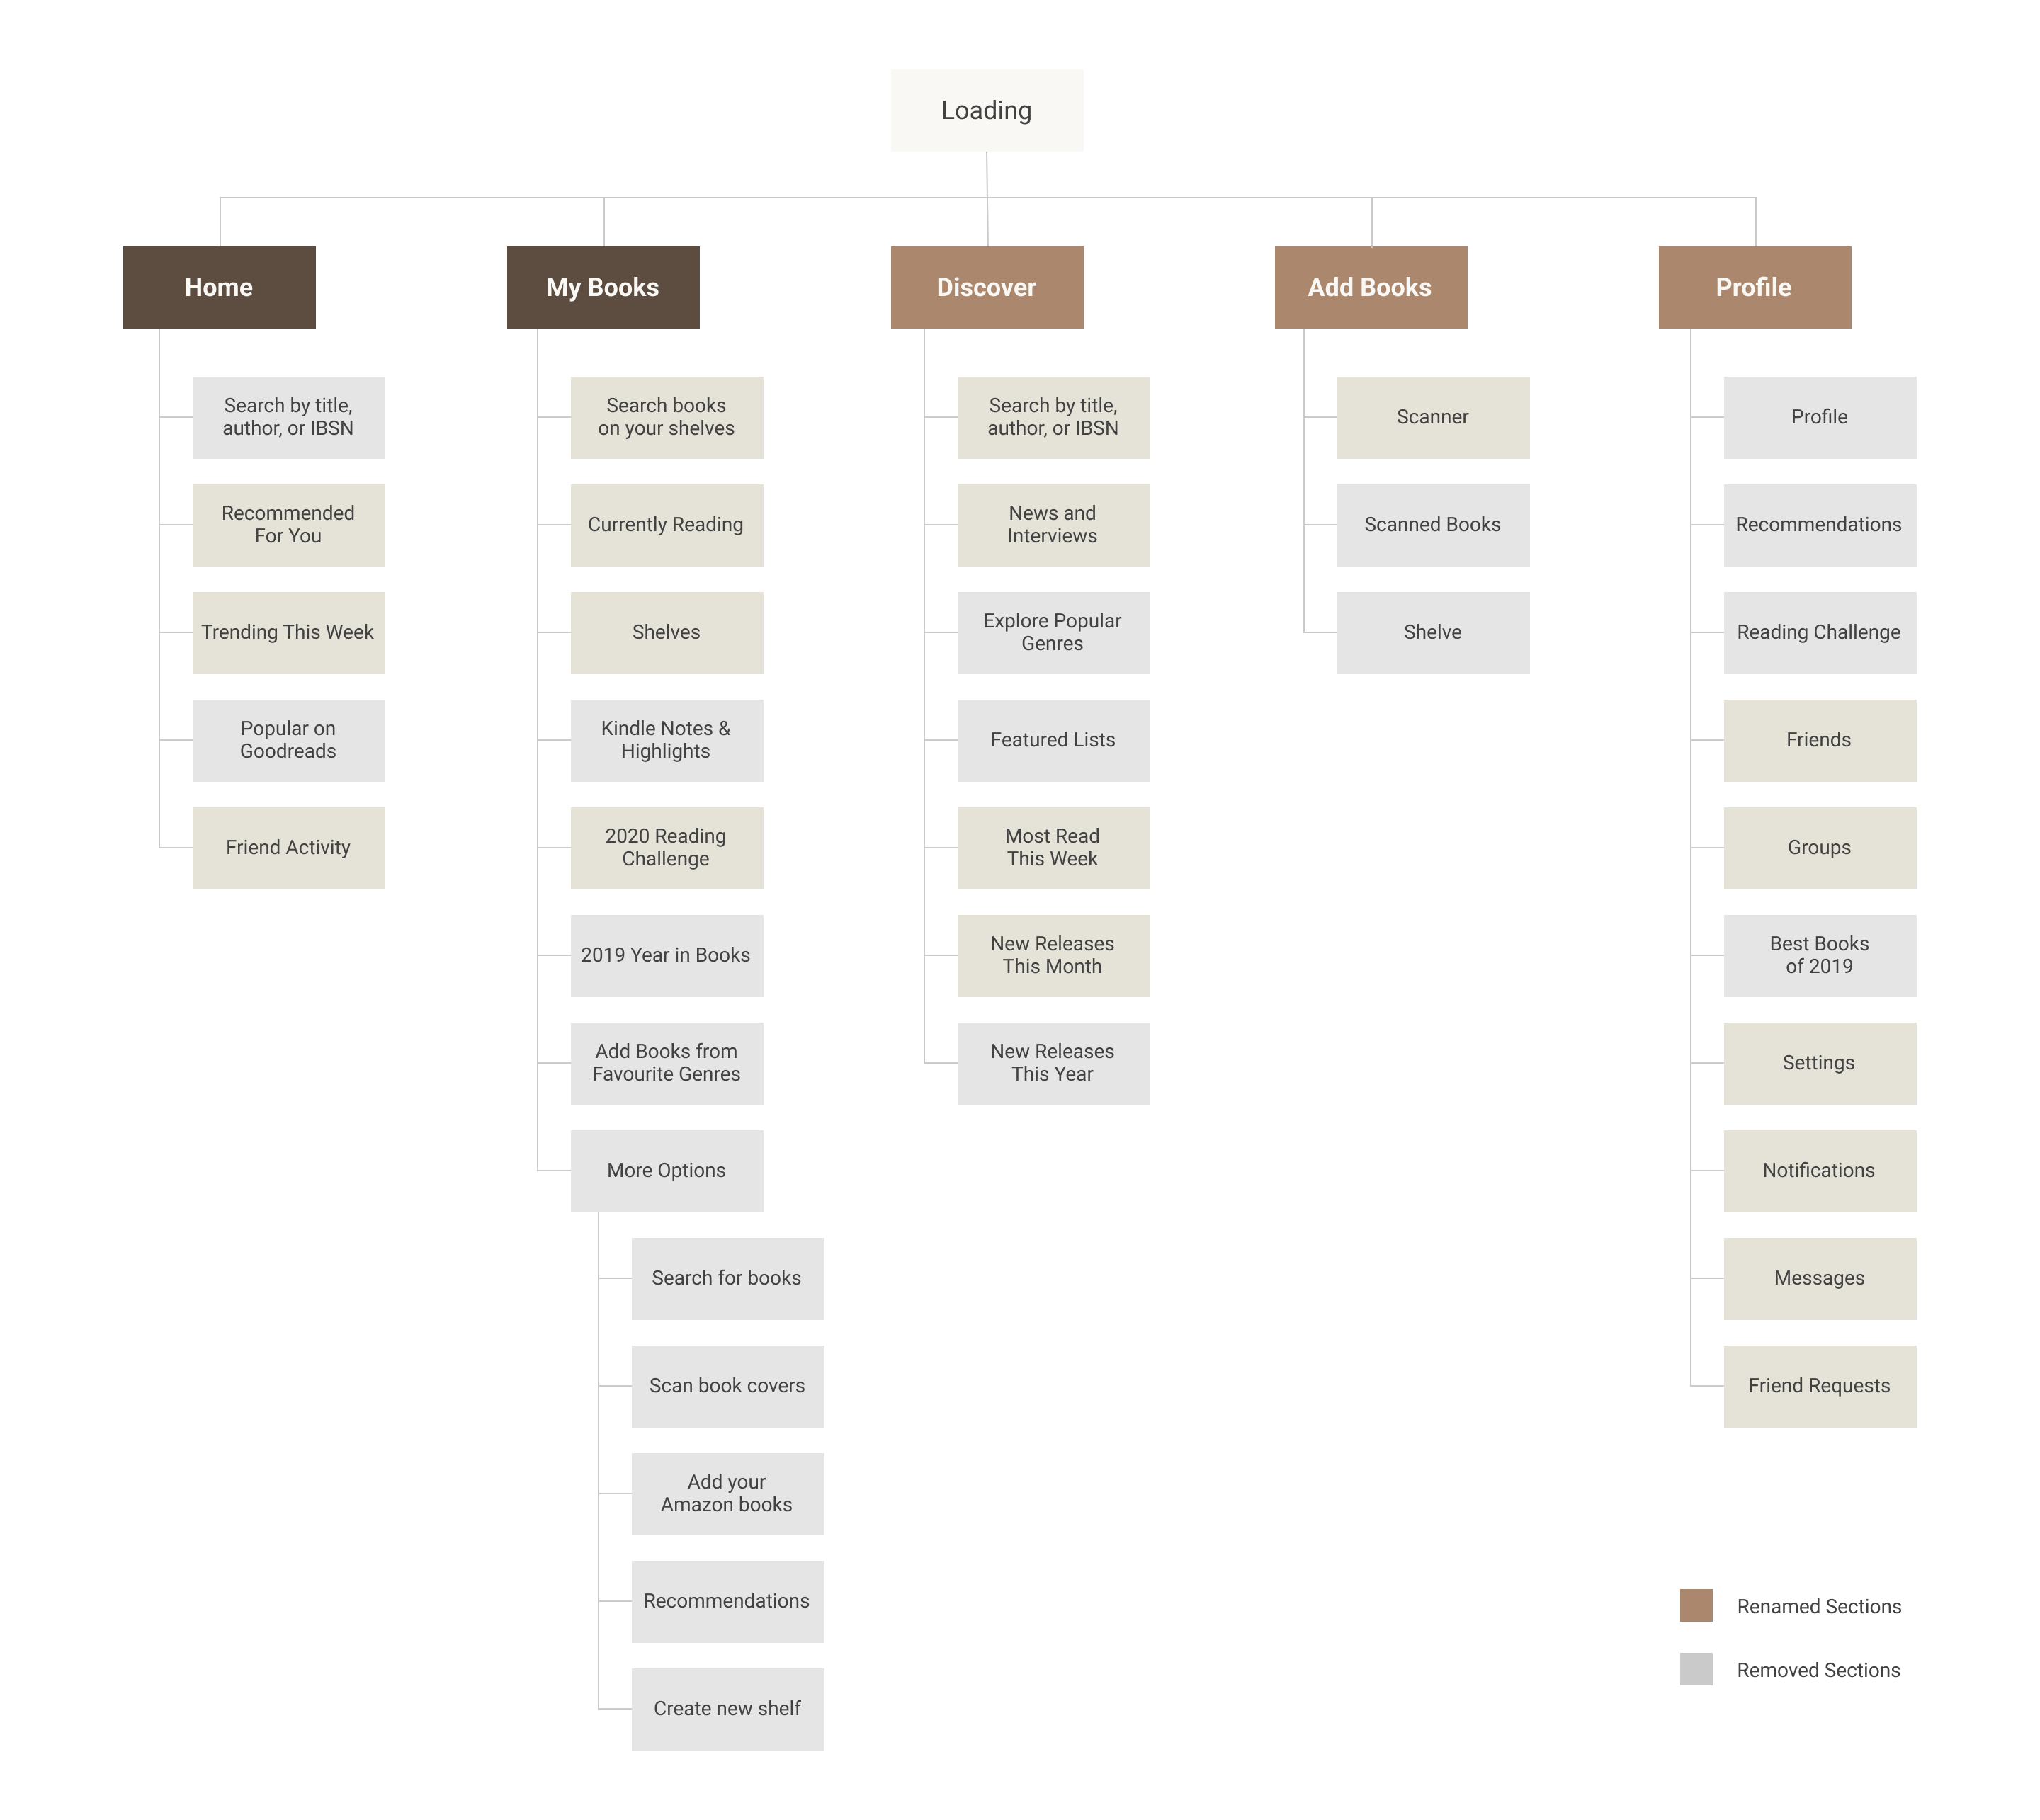 Loading
Home
My Books
Discover
Add Books
Profile
Search by title,
author, or IBSN
Recommended
For You
Trending This Week
Popular on
Goodreads
Friend Activity
Search books
on your shelves
Currently Reading
Shelves
Kindle Notes &
Highlights
2020 Reading
Challenge
2019 Year in Books
Add Books from
Favourite Genres
More Options
Search for books
Scan book covers
Add your
Amazon books
Recommendations
Create new shelf
Search by title,
author, or IBSN
News and
Interviews
Explore Popular
Genres
Featured Lists
Most Read
This Week
New Releases
This Month
New Releases
This Year
Scanner
Scanned Books
Shelve
Profile
Recommendations
Reading Challenge
Friends
Groups
Best Books
of 2019
Settings
Notifications
Messages
Friend Requests
Renamed Sections
Removed Sections